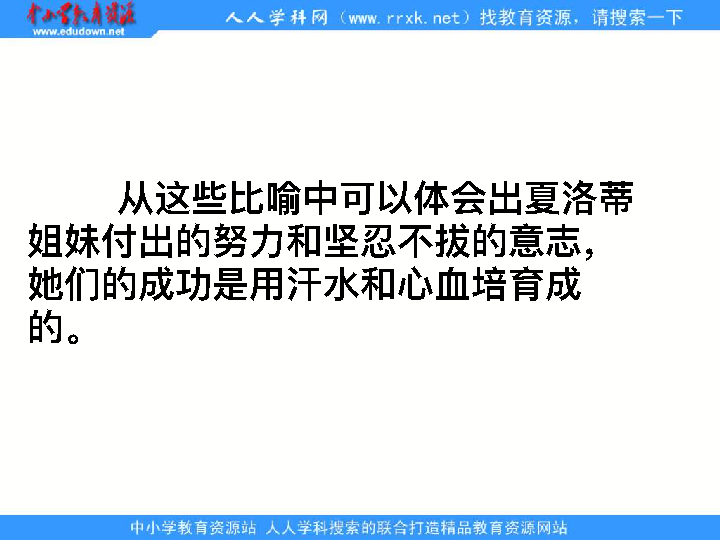 中小学教育资源
www.edudown.net
人人学科网（www.rrxk.net）找教育资源，请搜索一下
从这些比喻中可以体会出夏洛蒂
姐妹付出的努力和坚忍不拔的意志，
她们的成功是用汗水和心血培育成
的。
中小学教育资源站 人人学科搜索的联合打造精品教育资源网站